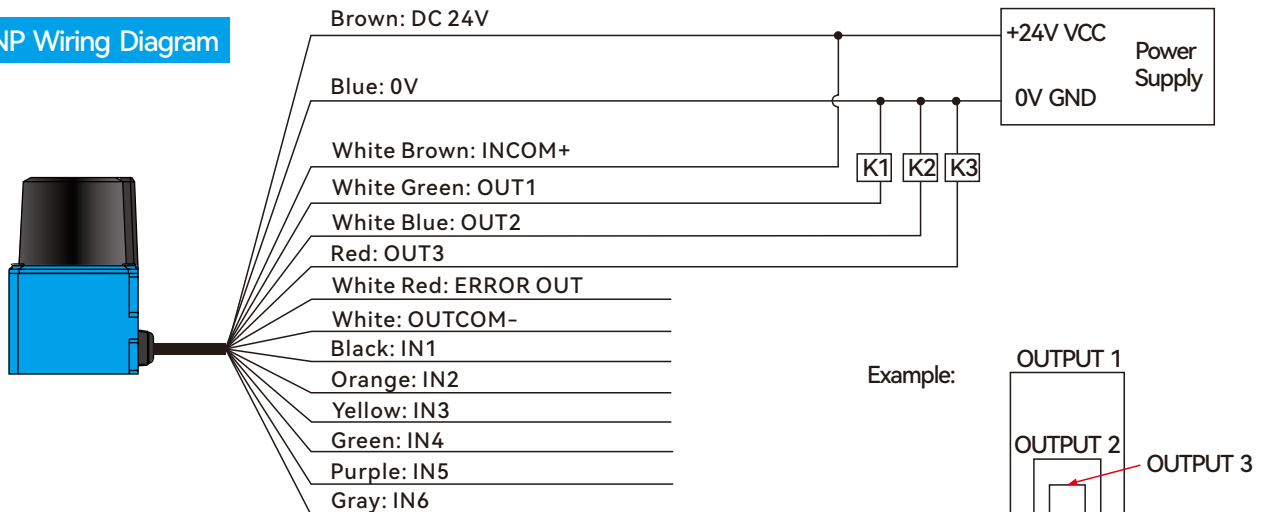 Brown: DC 24V
NP Wiring Diagram
+24V VCC
Power
Supply
Blue: 0V
0V GND
White Brown: INCOM+
K1 K2 K3
White Green: OUT1
White Blue: OUT2
Red: OUT3
White Red: ERROR OUT
White: OUTCOM-
Black: IN1
Orange: IN2
Yellow: IN3
Green: IN4
Purple: IN5
Gray: IN6
Example:
OUTPUT 1
OUTPUT 2
OUTPUT 3